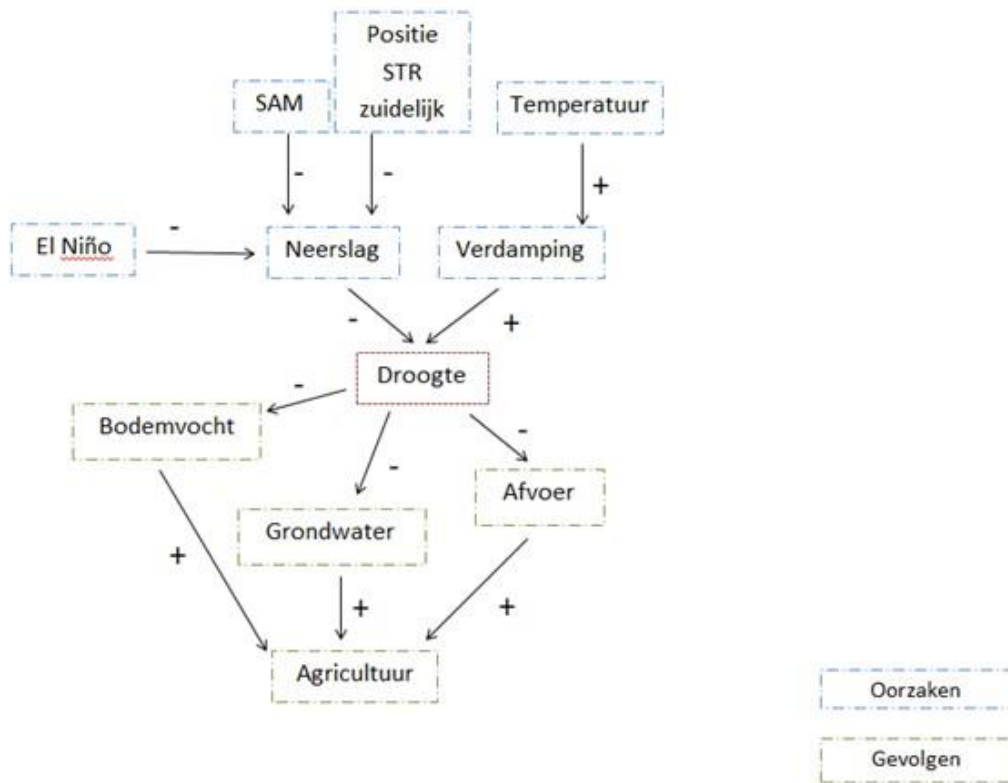 Positie
STR
zuidelijk
SAM
Temperatuur
-
-
+
-
El Niño
Neerslag
Verdamping
-
+
Droogte
-
Bodemvocht
-
-
Afvoer
Grondwater
+
+
+
Agricultuur
Oorzaken
Gevolgen